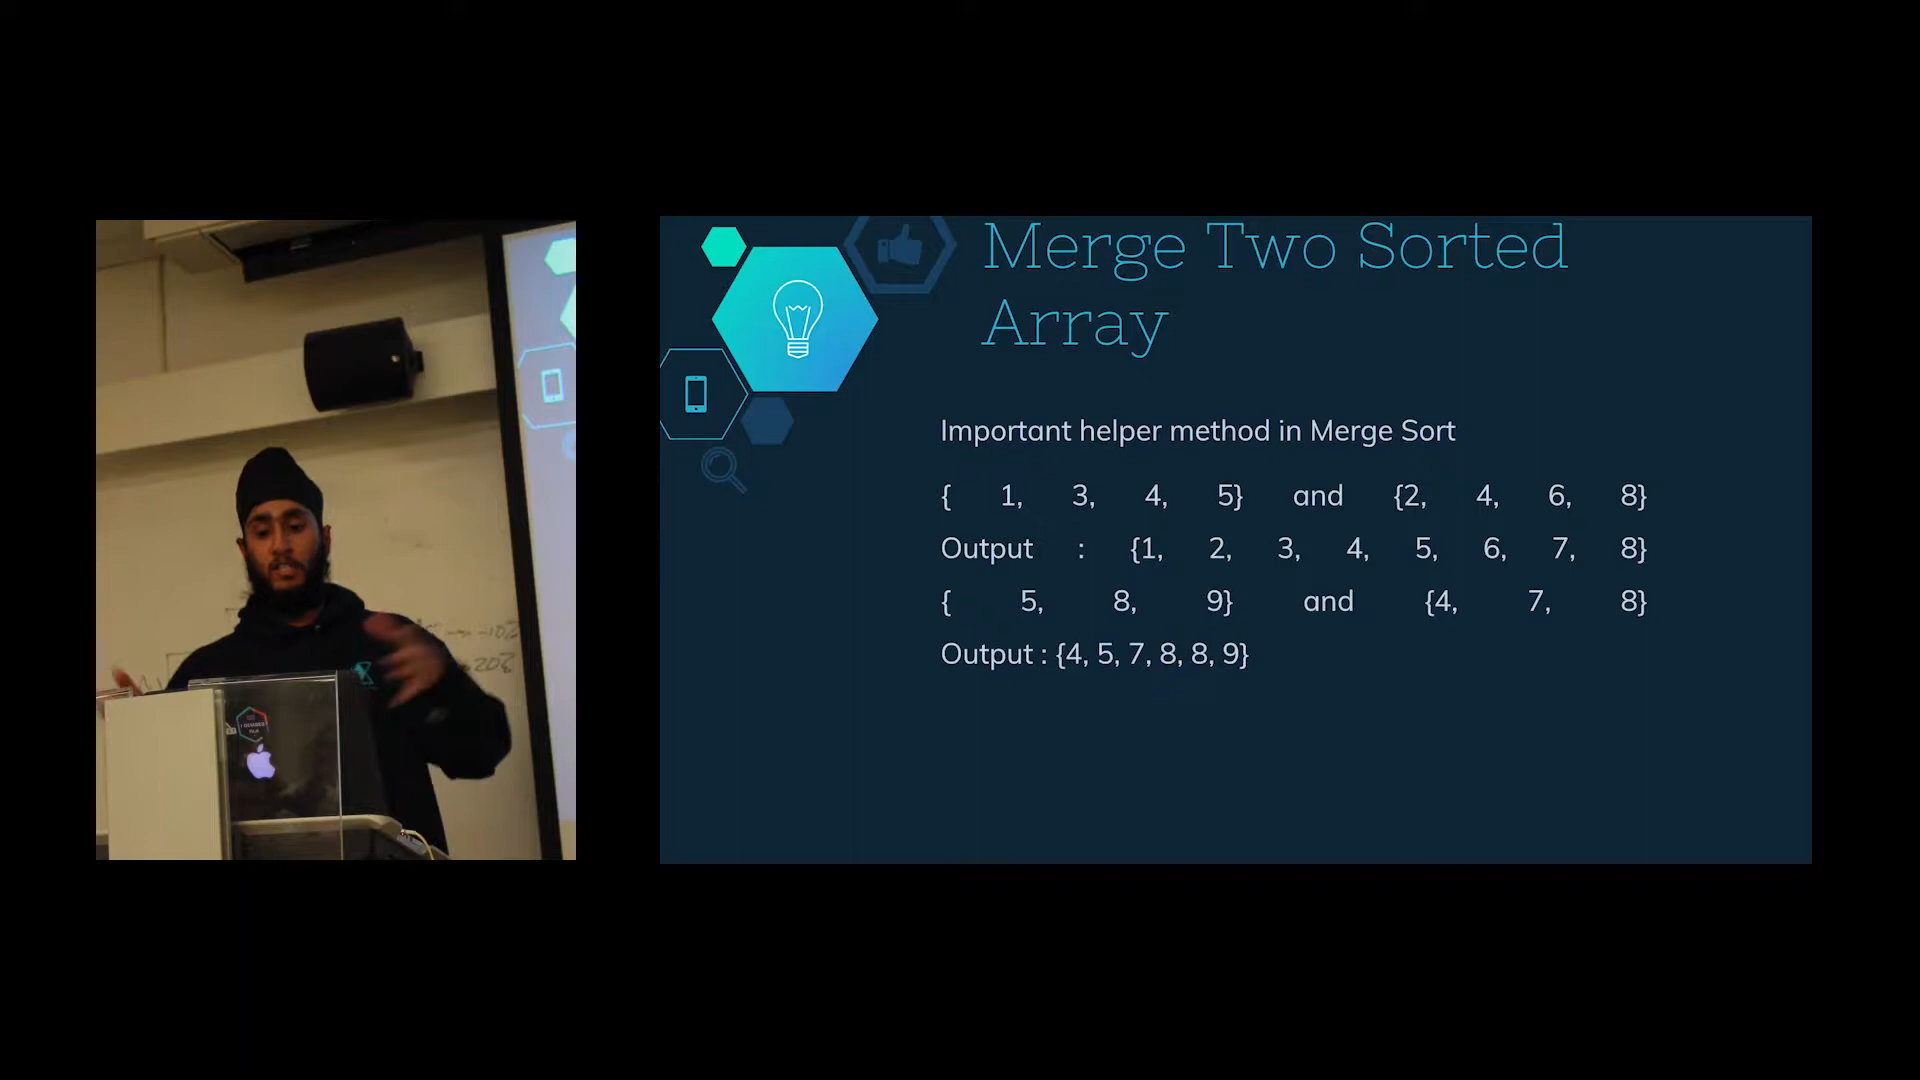 Merge Two Sorted
Array
Important helper method in Merge Sort
{ 1, 3, 4, 5} and {2, 4, 6, 8}
Output : {1, 2, 3, 4, 5, 6, 7, 8}
{ 5, 8, 9} and {4, 7, 8}
Output : {4, 5, 7, 8, 8, 9}